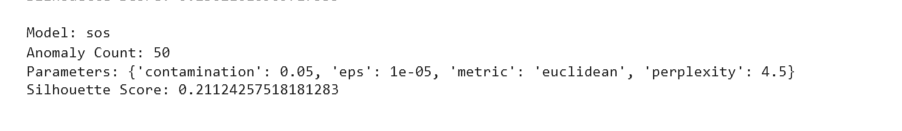 Model: sos
Anomaly Count: 50
Parameters: {'contamination': 0.05, 'eps': 1e-05, 'metric': 'euclidean', 'perplexity': 4.5}
Silhouette Score: 0.21124257518181283